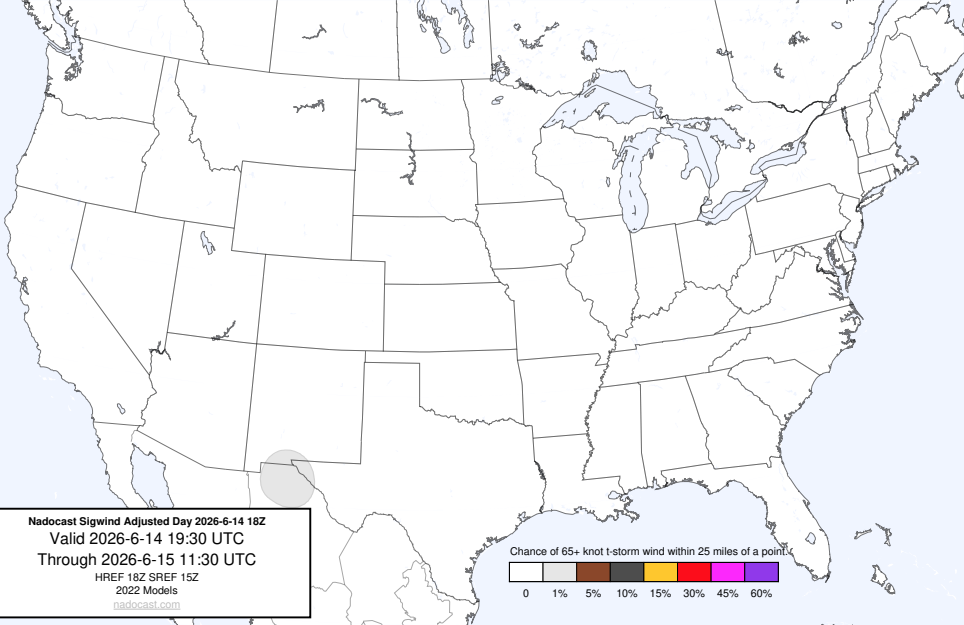 Nadocast Sigwind Adjusted Day 2026-6-14 18Z
Valid 2026-6-14 19:30 UTC
Through 2026-6-15 11:30 UTC
HREF 18Z SREF 15Z
2022 Models
nadocast.com
Chance of 65+ knot t-storm wind within 25 miles of a point.
0 1% 5% 10% 15% 30% 45% 60%